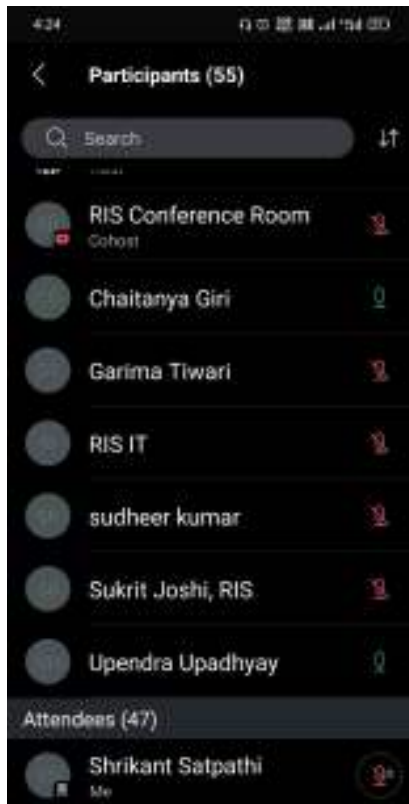 4:24
Participants (55)
Search
RIS Conference Room
Cohost
Chaitanya Giri
Garima Tiwari
RIS IT
sudheer kumar
Sukrit Joshi, RIS
Upendra Upadhyay
Attendees (47)
Shrikant Satpathi
Me